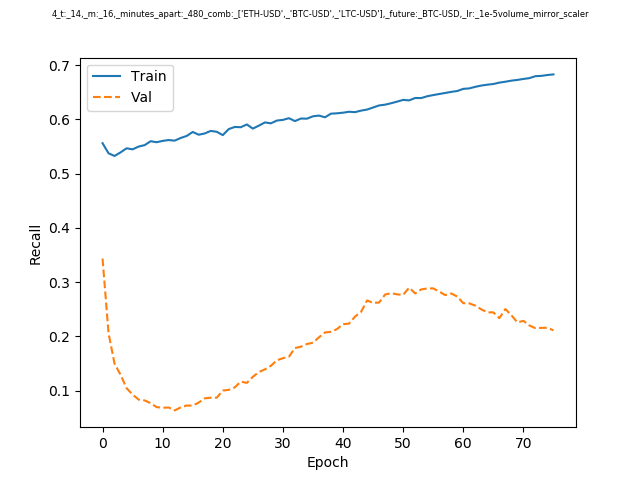 4_t:_14,_m:_16,_minutes_apart:_480_comb:_['ETH-USD',_'BTC-USD',_'LTC-USD'],_future:_BTC-USD,_lr:_1e-5volume_mirror_scaler
Train
Val
0.7
0.6
0.5
0.4
0.3
0.2
0.1
Recall
0 10 20 30 40 50 60 70
Epoch